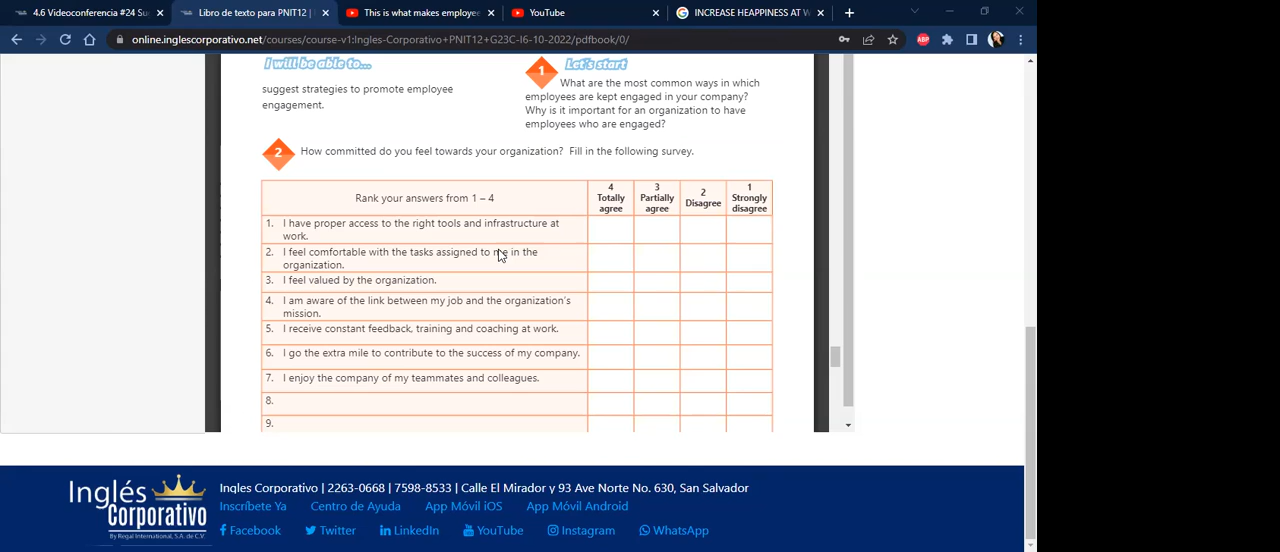 4.6 Videoconferencia #24 Su
Libro de texto para PNIT12 |
This is what makes employee
YouTube
INCREASE HEAPPINESS AT W
online.inglescorporativo.net/courses/course-v1:Ingles-Corporativo+PNIT12+G23C-I6-10-2022/pdfbook/0/
ABP
I will be able to...
suggest strategies to promote employee
engagement.
1
Let's start
What are the most common ways in which
employees are kept engaged in your company?
Why is it important for an organization to have
employees who are engaged?
2
How committed do you feel towards your organization? Fill in the following survey.
Rank your answers from 1 – 4
4
Totally
agree
3
Partially
agree
2
Disagree
1
Strongly
disagree
1. I have proper access to the right tools and infrastructure at
work.
2. I feel comfortable with the tasks assigned to me in the
organization.
3. I feel valued by the organization.
4. I am aware of the link between my job and the organization's
mission.
5. I receive constant feedback, training and coaching at work.
6. I go the extra mile to contribute to the success of my company.
7. I enjoy the company of my teammates and colleagues.
8.
9.
Inglés
Corporativo
By Regal International, S.A. de C.V.
Ingles Corporativo | 2263-0668 | 7598-8533 | Calle El Mirador y 93 Ave Norte No. 630, San Salvador
Inscríbete Ya
Centro de Ayuda
App Móvil iOS
App Móvil Android
Facebook
Twitter
LinkedIn
YouTube
Instagram
WhatsApp